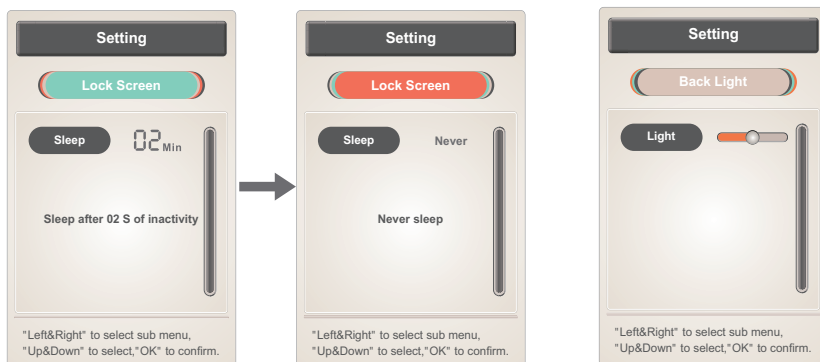 Setting
Lock Screen
Sleep
02 Min
Sleep after 02 S of inactivity
"Left&Right" to select sub menu,
"Up&Down" to select,"OK" to confirm.
Setting
Lock Screen
Sleep
Never
Never sleep
"Left&Right" to select sub menu,
"Up&Down" to select,"OK" to confirm.
Setting
Back Light
Light
"Left&Right" to select sub menu,
"Up&Down" to select,"OK" to confirm.